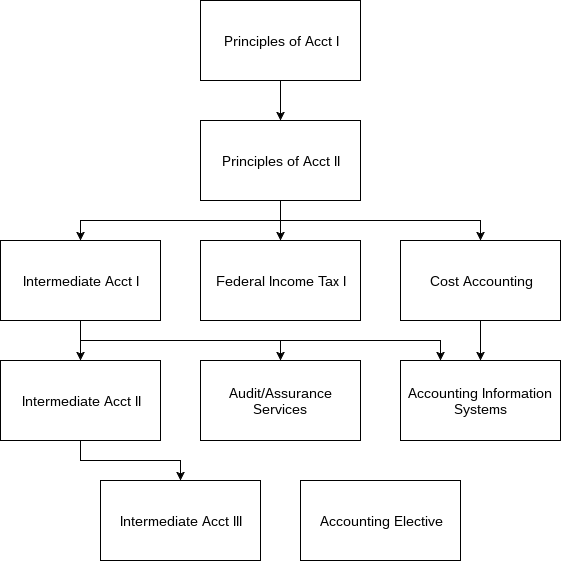 Principles of Acct I
Principles of Acct II
Intermediate Acct I
Federal Income Tax I
Cost Accounting
Intermediate Acct II
Audit/Assurance
Services
Accounting Information
Systems
Intermediate Acct III
Accounting Elective